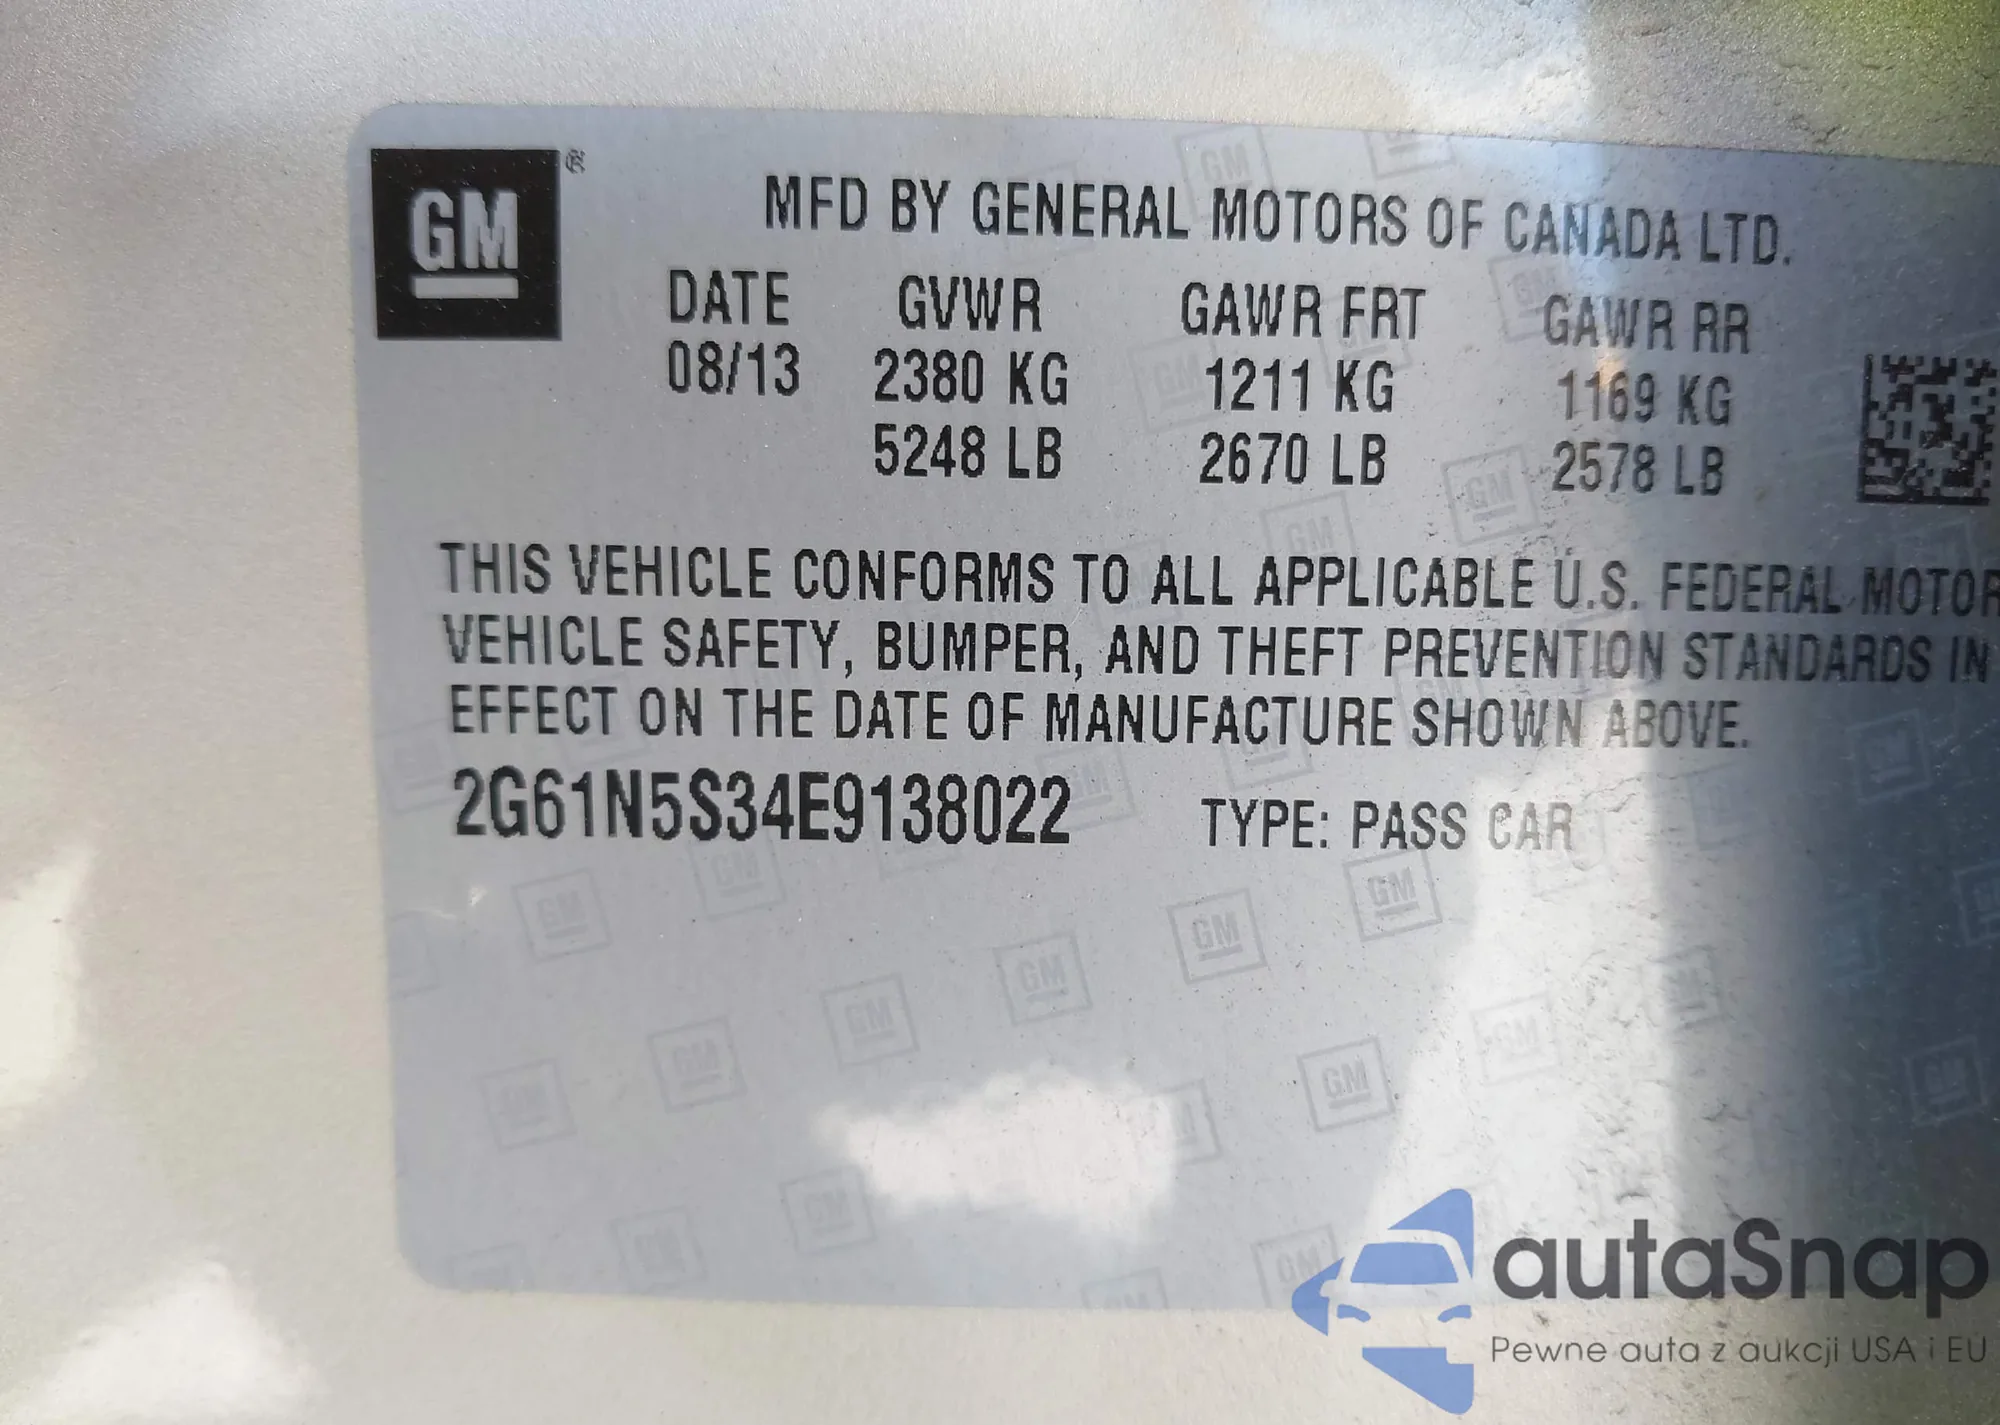 GM ®
MFD BY GENERAL MOTORS OF CANADA LTD.
DATE GVWR GAWR FRT GAWR RR
08/13 2380 KG 1211 KG 1169 KG
5248 LB 2670 LB 2578 LB
THIS VEHICLE CONFORMS TO ALL APPLICABLE U.S. FEDERAL MOTOR
VEHICLE SAFETY, BUMPER, AND THEFT PREVENTION STANDARDS IN
EFFECT ON THE DATE OF MANUFACTURE SHOWN ABOVE.
2G61N5S34E9138022 TYPE: PASS CAR
autaSnap
Pewne auta z aukcji USA i EU